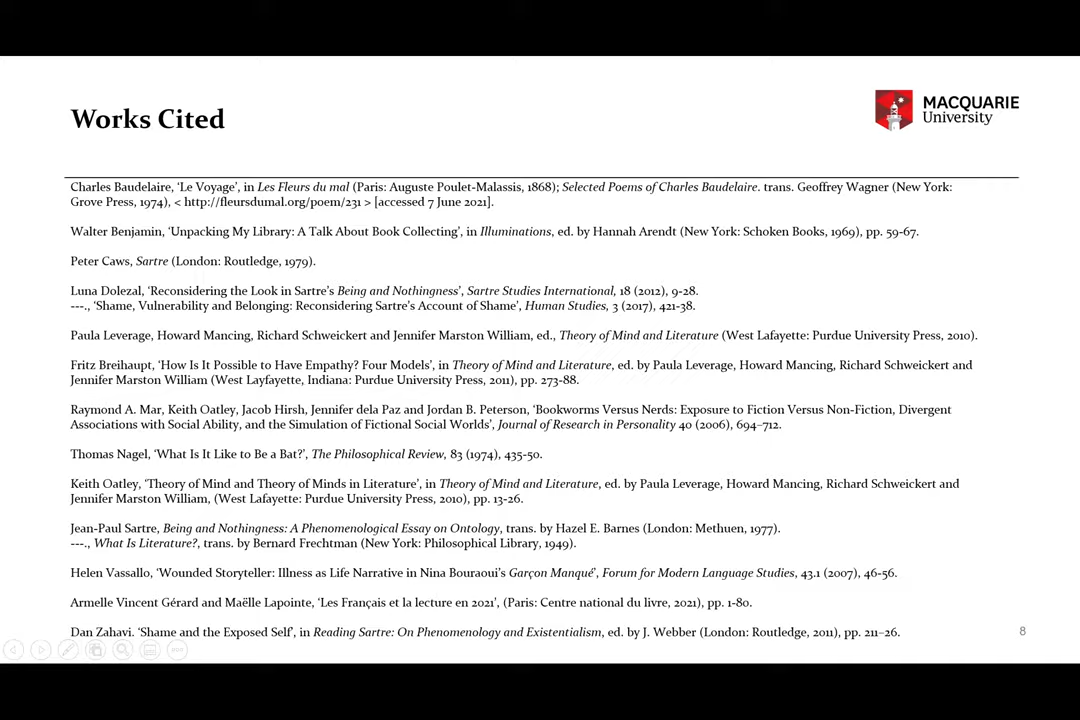 Works Cited
MACQUARIE
University
Charles Baudelaire, ‘Le Voyage’, in Les Fleurs du mal (Paris: Auguste Poulet-Malassis, 1868); Selected Poems of Charles Baudelaire. trans. Geoffrey Wagner (New York:
Grove Press, 1974), < http://fleursdumal.org/poem/231 > [accessed 7 June 2021].
Walter Benjamin, ‘Unpacking My Library: A Talk About Book Collecting’, in Illuminations, ed. by Hannah Arendt (New York: Schoken Books, 1969), pp. 59-67.
Peter Caws, Sartre (London: Routledge, 1979).
Luna Dolezal, ‘Reconsidering the Look in Sartre’s Being and Nothingness’, Sartre Studies International, 18 (2012), 9-28.
---., ‘Shame, Vulnerability and Belonging: Reconsidering Sartre’s Account of Shame’, Human Studies, 3 (2017), 421-38.
Paula Leverage, Howard Mancing, Richard Schweickert and Jennifer Marston William, ed., Theory of Mind and Literature (West Lafayette: Purdue University Press, 2010).
Fritz Breihaupt, ‘How Is It Possible to Have Empathy? Four Models’, in Theory of Mind and Literature, ed. by Paula Leverage, Howard Mancing, Richard Schweickert and
Jennifer Marston William (West Layfayette, Indiana: Purdue University Press, 2011), pp. 273-88.
Raymond A. Mar, Keith Oatley, Jacob Hirsh, Jennifer dela Paz and Jordan B. Peterson, ‘Bookworms Versus Nerds: Exposure to Fiction Versus Non-Fiction, Divergent
Associations with Social Ability, and the Simulation of Fictional Social Worlds’, Journal of Research in Personality 40 (2006), 694–712.
Thomas Nagel, ‘What Is It Like to Be a Bat?’, The Philosophical Review, 83 (1974), 435-50.
Keith Oatley, ‘Theory of Mind and Theory of Minds in Literature’, in Theory of Mind and Literature, ed. by Paula Leverage, Howard Mancing, Richard Schweickert and
Jennifer Marston William, (West Lafayette: Purdue University Press, 2010), pp. 13-26.
Jean-Paul Sartre, Being and Nothingness: A Phenomenological Essay on Ontology, trans. by Hazel E. Barnes (London: Methuen, 1977).
---., What Is Literature?, trans. by Bernard Frechtman (New York: Philosophical Library, 1949).
Helen Vassallo, ‘Wounded Storyteller: Illness as Life Narrative in Nina Bouraoui’s Garçon Manqué’, Forum for Modern Language Studies, 43.1 (2007), 46-56.
Armelle Vincent Gérard and Maëlle Lapointe, ‘Les Français et la lecture en 2021’, (Paris: Centre national du livre, 2021), pp. 1-80.
Dan Zahavi. ‘Shame and the Exposed Self’, in Reading Sartre: On Phenomenology and Existentialism, ed. by J. Webber (London: Routledge, 2011), pp. 211–26.
8